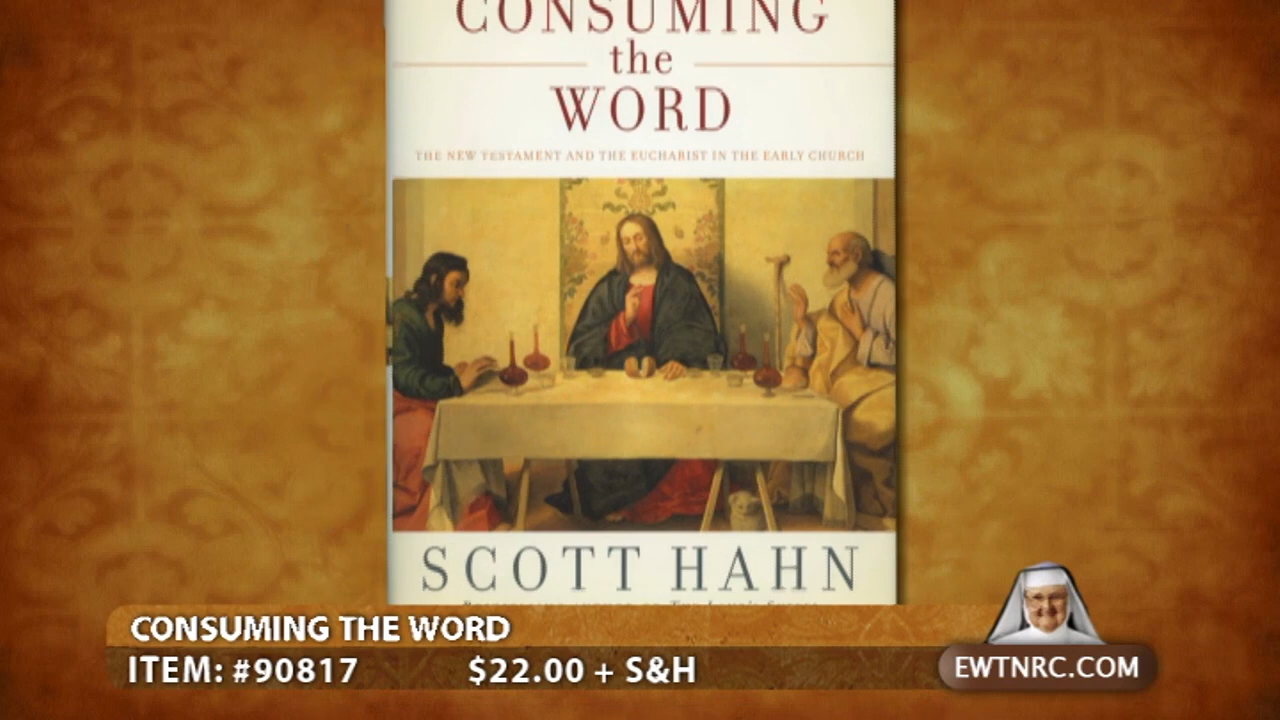 CONSUMING
the
WORD
THE NEW TESTAMENT AND THE EUCHARIST IN THE EARLY CHURCH
SCOTT HAHN
CONSUMING THE WORD
ITEM: #90817 $22.00 + S&H
EWTNRC.COM